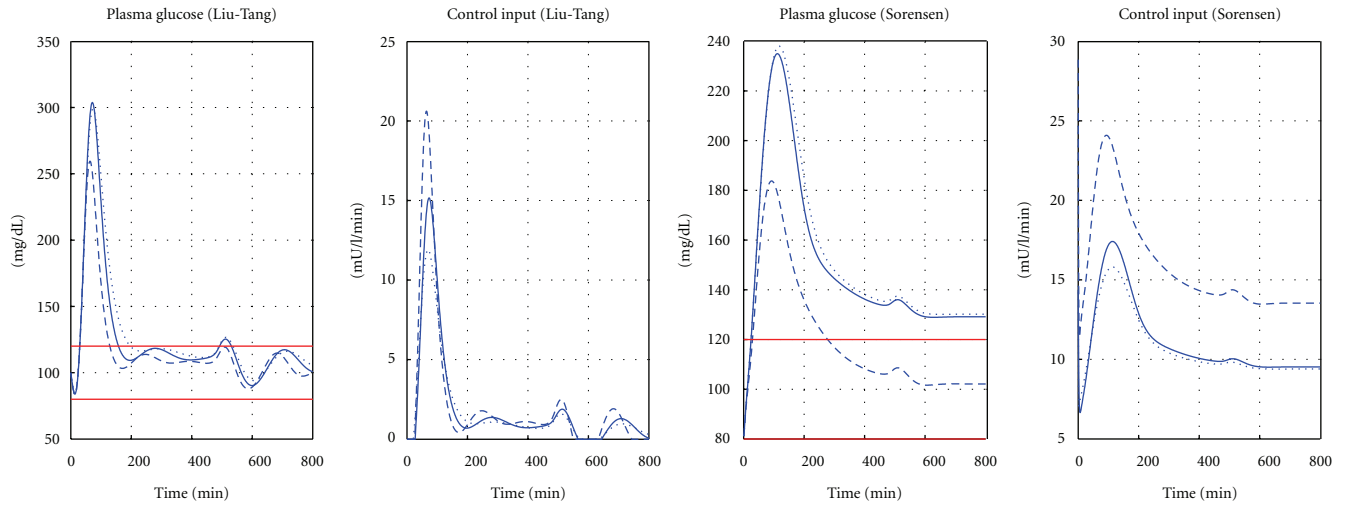 Plasma glucose (Liu-Tang)
350
300
250
200
150
100
50
(mg/dL)
0 200 400 600 800
Time (min)
Control input (Liu-Tang)
25
20
15
10
5
0
(mU/l/min)
0 200 400 600 800
Time (min)
Plasma glucose (Sorensen)
240
220
200
180
160
140
120
100
80
(mg/dL)
0 200 400 600 800
Time (min)
Control input (Sorensen)
30
25
20
15
10
5
(mU/l/min)
0 200 400 600 800
Time (min)